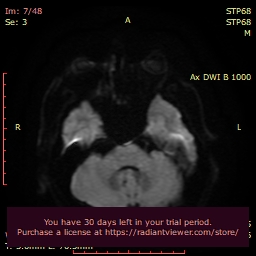 Im: 7/48
Se: 3
STP68
STP68
M
A
Ax DWI B 1000
R
L
You have 30 days left in your trial period.
Purchase a license at https://radiantviewer.com/store/